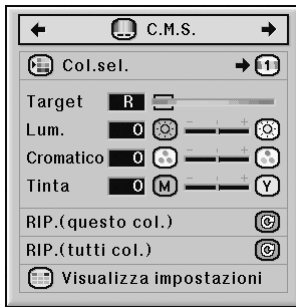 C.M.S.
Col.sel. 1
Target R
Lum. 0 - +
Cromatico 0 - +
Tinta 0 M - + Y
RIP.(questo col.)
RIP.(tutti col.)
Visualizza impostazioni